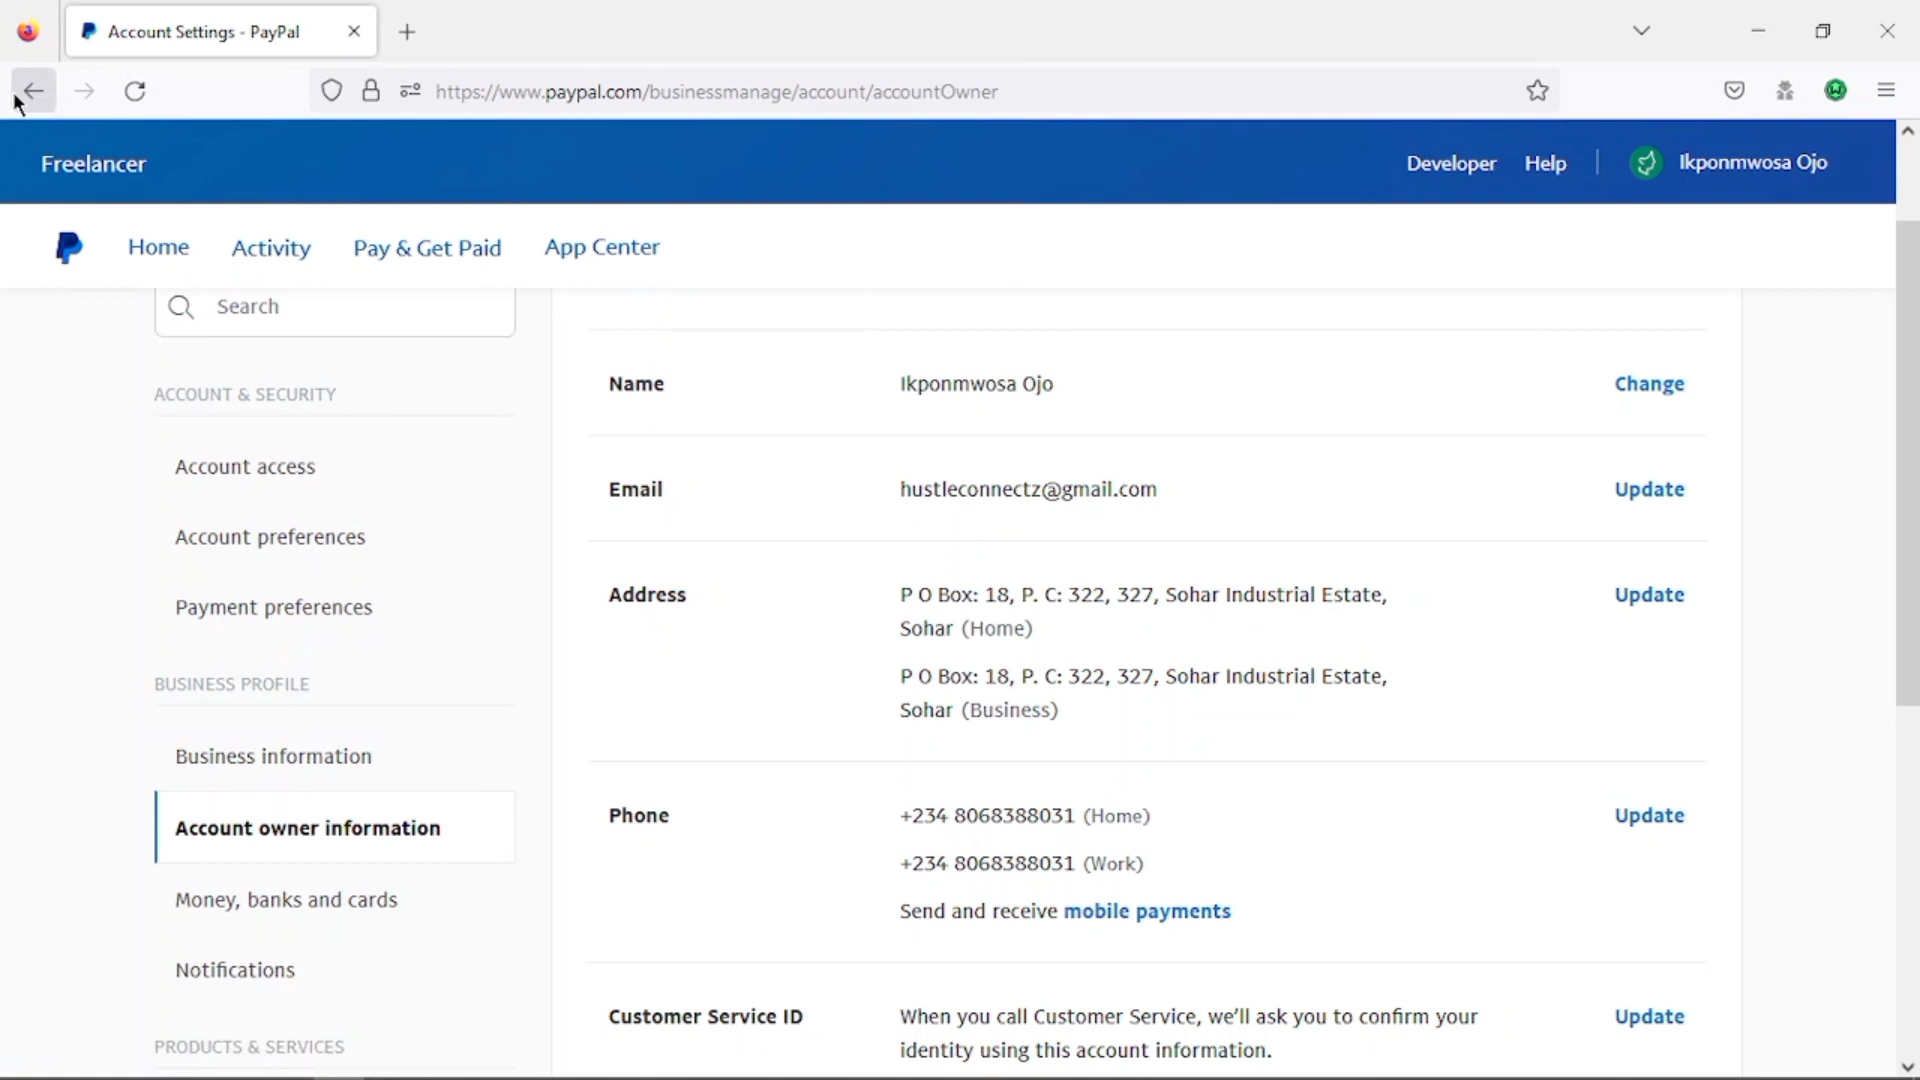 Account Settings - PayPal
https://www.paypal.com/businessmanage/account/accountOwner
Freelancer
Developer
Help
Ikponmwosa Ojo
Home
Activity
Pay & Get Paid
App Center
Search
ACCOUNT & SECURITY
Account access
Account preferences
Payment preferences
BUSINESS PROFILE
Business information
Account owner information
Money, banks and cards
Notifications
PRODUCTS & SERVICES
Name
Ikponmwosa Ojo
Change
Email
hustleconnectz@gmail.com
Update
Address
P O Box: 18, P. C: 322, 327, Sohar Industrial Estate,
Sohar (Home)
P O Box: 18, P. C: 322, 327, Sohar Industrial Estate,
Sohar (Business)
Update
Phone
+234 8068388031 (Home)
+234 8068388031 (Work)
Send and receive mobile payments
Update
Customer Service ID
When you call Customer Service, we'll ask you to confirm your
identity using this account information.
Update